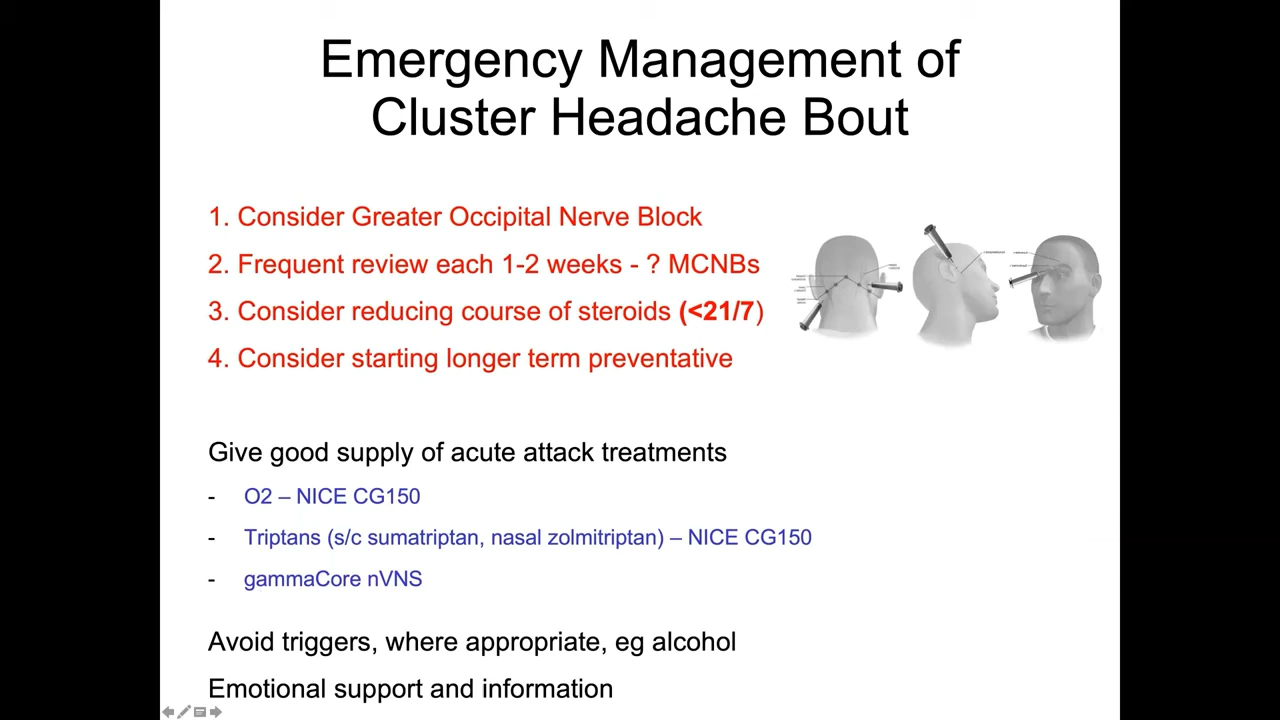 Emergency Management of
Cluster Headache Bout
1. Consider Greater Occipital Nerve Block
2. Frequent review each 1-2 weeks - ? MCNBs
3. Consider reducing course of steroids (<21/7)
4. Consider starting longer term preventative
Give good supply of acute attack treatments
- O2 – NICE CG150
- Triptans (s/c sumatriptan, nasal zolmitriptan) – NICE CG150
- gammaCore nVNS
Avoid triggers, where appropriate, eg alcohol
Emotional support and information